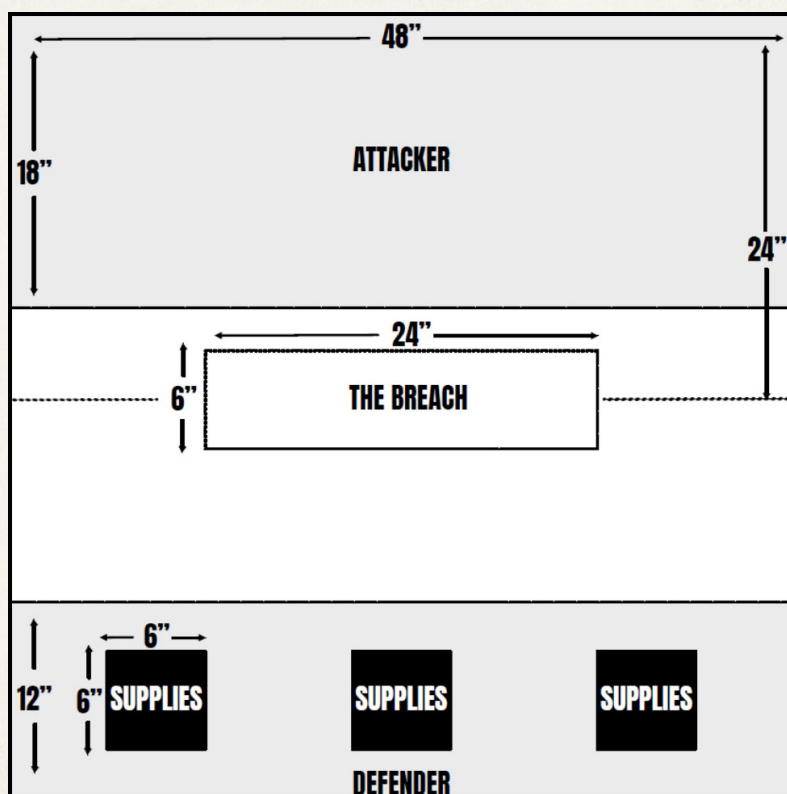 48”
ATTACKER
18”
24”
24”
6”
THE BREACH
6”
12”
6”
SUPPLIES
SUPPLIES
SUPPLIES
DEFENDER